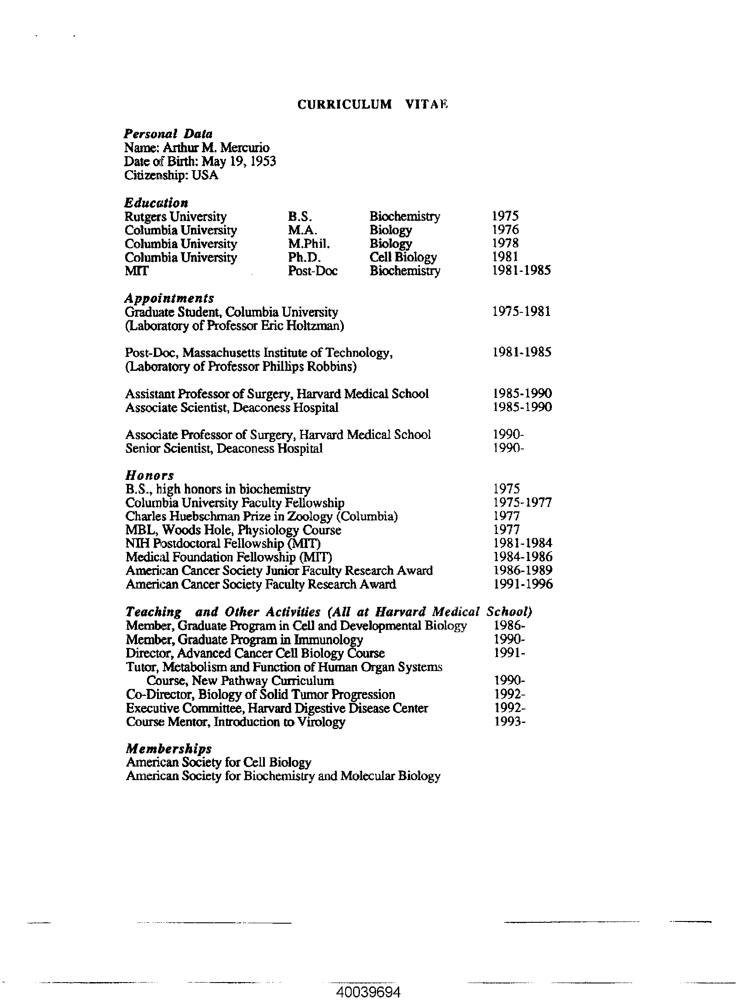 CURRICULUM VITAE
Personal Data
Name: Arthur M. Mercurio
Date of Birth: May 19, 1953
Citizenship: USA
Education
Rutgers University B.S. Biochemistry 1975
Columbia University M.A. Biology 1976
Columbia University M.Phil. Biology 1978
Columbia University Ph.D. Cell Biology 1981
MIT Post-Doc Biochemistry 1981-1985
Appointments
Graduate Student, Columbia University 1975-1981
(Laboratory of Professor Eric Holtzman)
Post-Doc, Massachusetts Institute of Technology, 1981-1985
(Laboratory of Professor Phillips Robbins)
Assistant Professor of Surgery, Harvard Medical School 1985-1990
Associate Scientist, Deaconess Hospital 1985-1990
Associate Professor of Surgery, Harvard Medical School 1990-
Senior Scientist, Deaconess Hospital 1990-
Honors
B.S., high honors in biochemistry 1975
Columbia University Faculty Fellowship 1975-1977
Charles Huebschman Prize in Zoology (Columbia) 1977
MBL, Woods Hole, Physiology Course 1977
NIH Postdoctoral Fellowship (MIT) 1981-1984
Medical Foundation Fellowship (MIT) 1984-1986
American Cancer Society Junior Faculty Research Award 1986-1989
American Cancer Society Faculty Research Award 1991-1996
Teaching and Other Activities (All at Harvard Medical School)
Member, Graduate Program in Cell and Developmental Biology 1986-
Member, Graduate Program in Immunology 1990-
Director, Advanced Cancer Cell Biology Course 1991-
Tutor, Metabolism and Function of Human Organ Systems
Course, New Pathway Curriculum 1990-
Co-Director, Biology of Solid Tumor Progression 1992-
Executive Committee, Harvard Digestive Disease Center 1992-
Course Mentor, Introduction to Virology 1993-
Memberships
American Society for Cell Biology
American Society for Biochemistry and Molecular Biology
40039694